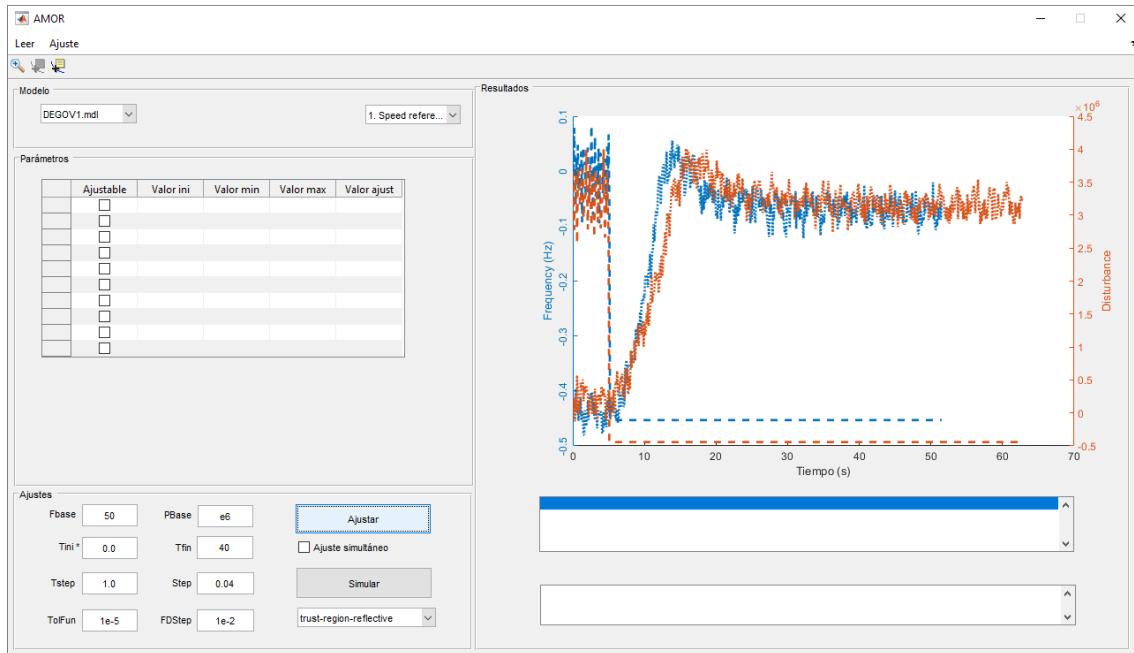 AMOR
Leer Ajuste
Modelo
DEGOV1.mdl
1. Speed refere...
Parámetros
Ajustable Valor ini Valor min Valor max Valor ajust
Ajustes
Fbase 50 PBase e6 Ajustar
Tini * 0.0 Tfin 40 Ajuste simultáneo
Tstep 1.0 Step 0.04 Simular
TolFun 1e-5 FDStep 1e-2 trust-region-reflective
Resultados
×10^6
0.1 4.5
4
0 3.5
3
-0.1 2.5
-0.2 2
1.5
-0.3 1
-0.4 0.5
0
-0.5 -0.5
Frequency (Hz)
Disturbance
0 10 20 30 40 50 60 70
Tiempo (s)